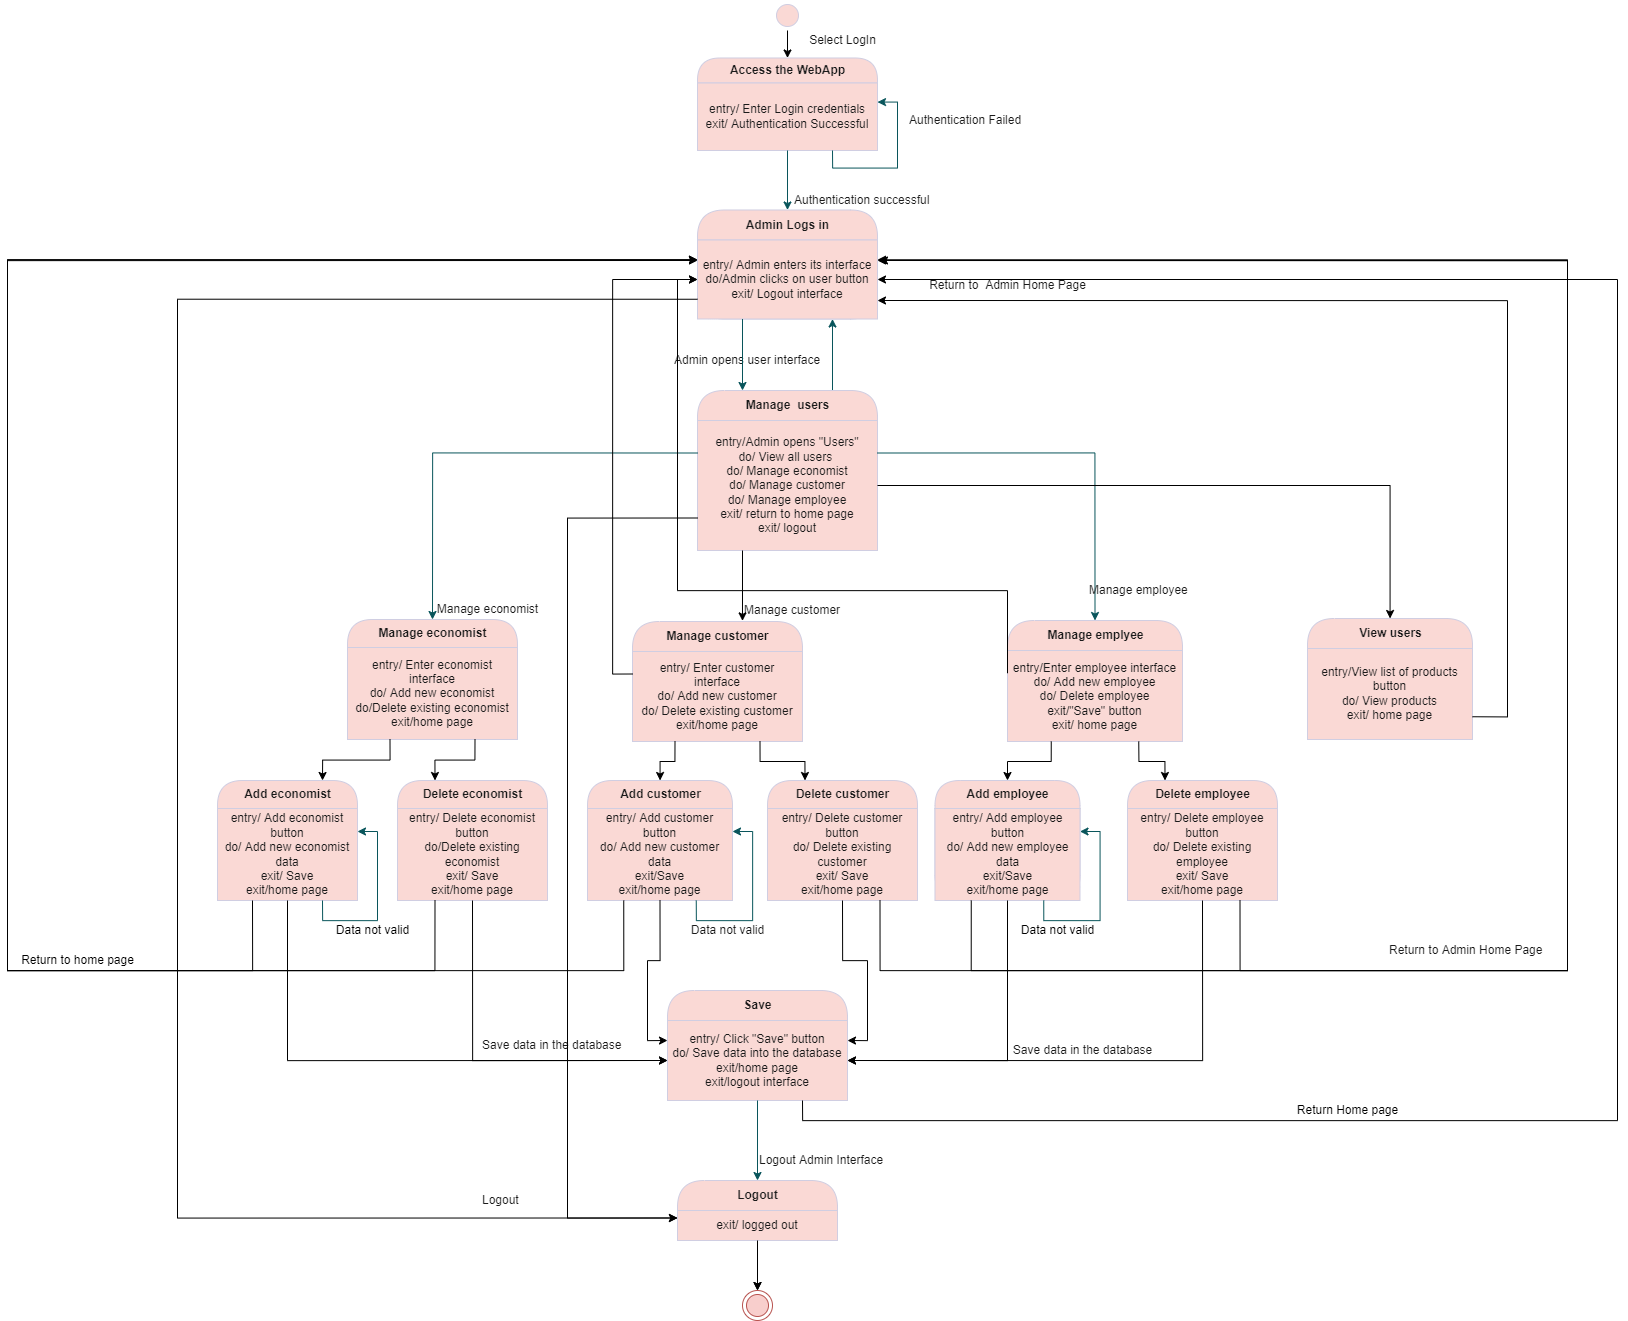 Select LogIn
Access the WebApp
entry/ Enter Login credentials
exit/ Authentication Successful
Authentication Failed
Authentication successful
Admin Logs in
entry/ Admin enters its interface
do/Admin clicks on user button
exit/ Logout interface
Return to  Admin Home Page
Admin opens user interface
Manage  users
entry/Admin opens "Users"
do/ View all users
do/ Manage economist
do/ Manage customer
do/ Manage employee
exit/ return to home page
exit/ logout
Manage economist
Manage customer
Manage employee
Manage economist
entry/ Enter economist
interface
do/ Add new economist
do/Delete existing economist
exit/home page
Manage customer
entry/ Enter customer
interface
do/ Add new customer
do/ Delete existing customer
exit/home page
Manage emplyee
entry/Enter employee interface
do/ Add new employee
do/ Delete employee
exit/"Save" button
exit/ home page
View users
entry/View list of products
button
do/ View products
exit/ home page
Add economist
entry/ Add economist
button
do/ Add new economist
data
exit/ Save
exit/home page
Delete economist
entry/ Delete economist
button
do/Delete existing
economist
exit/ Save
exit/home page
Add customer
entry/ Add customer
button
do/ Add new customer
data
exit/Save
exit/home page
Delete customer
entry/ Delete customer
button
do/ Delete existing
customer
exit/ Save
exit/home page
Add employee
entry/ Add employee
button
do/ Add new employee
data
exit/Save
exit/home page
Delete employee
entry/ Delete employee
button
do/ Delete existing
employee
exit/ Save
exit/home page
Data not valid
Data not valid
Data not valid
Return to home page
Return to Admin Home Page
Save
entry/ Click "Save" button
do/ Save data into the database
exit/home page
exit/logout interface
Save data in the database
Save data in the database
Return Home page
Logout Admin Interface
Logout
Logout
exit/ logged out